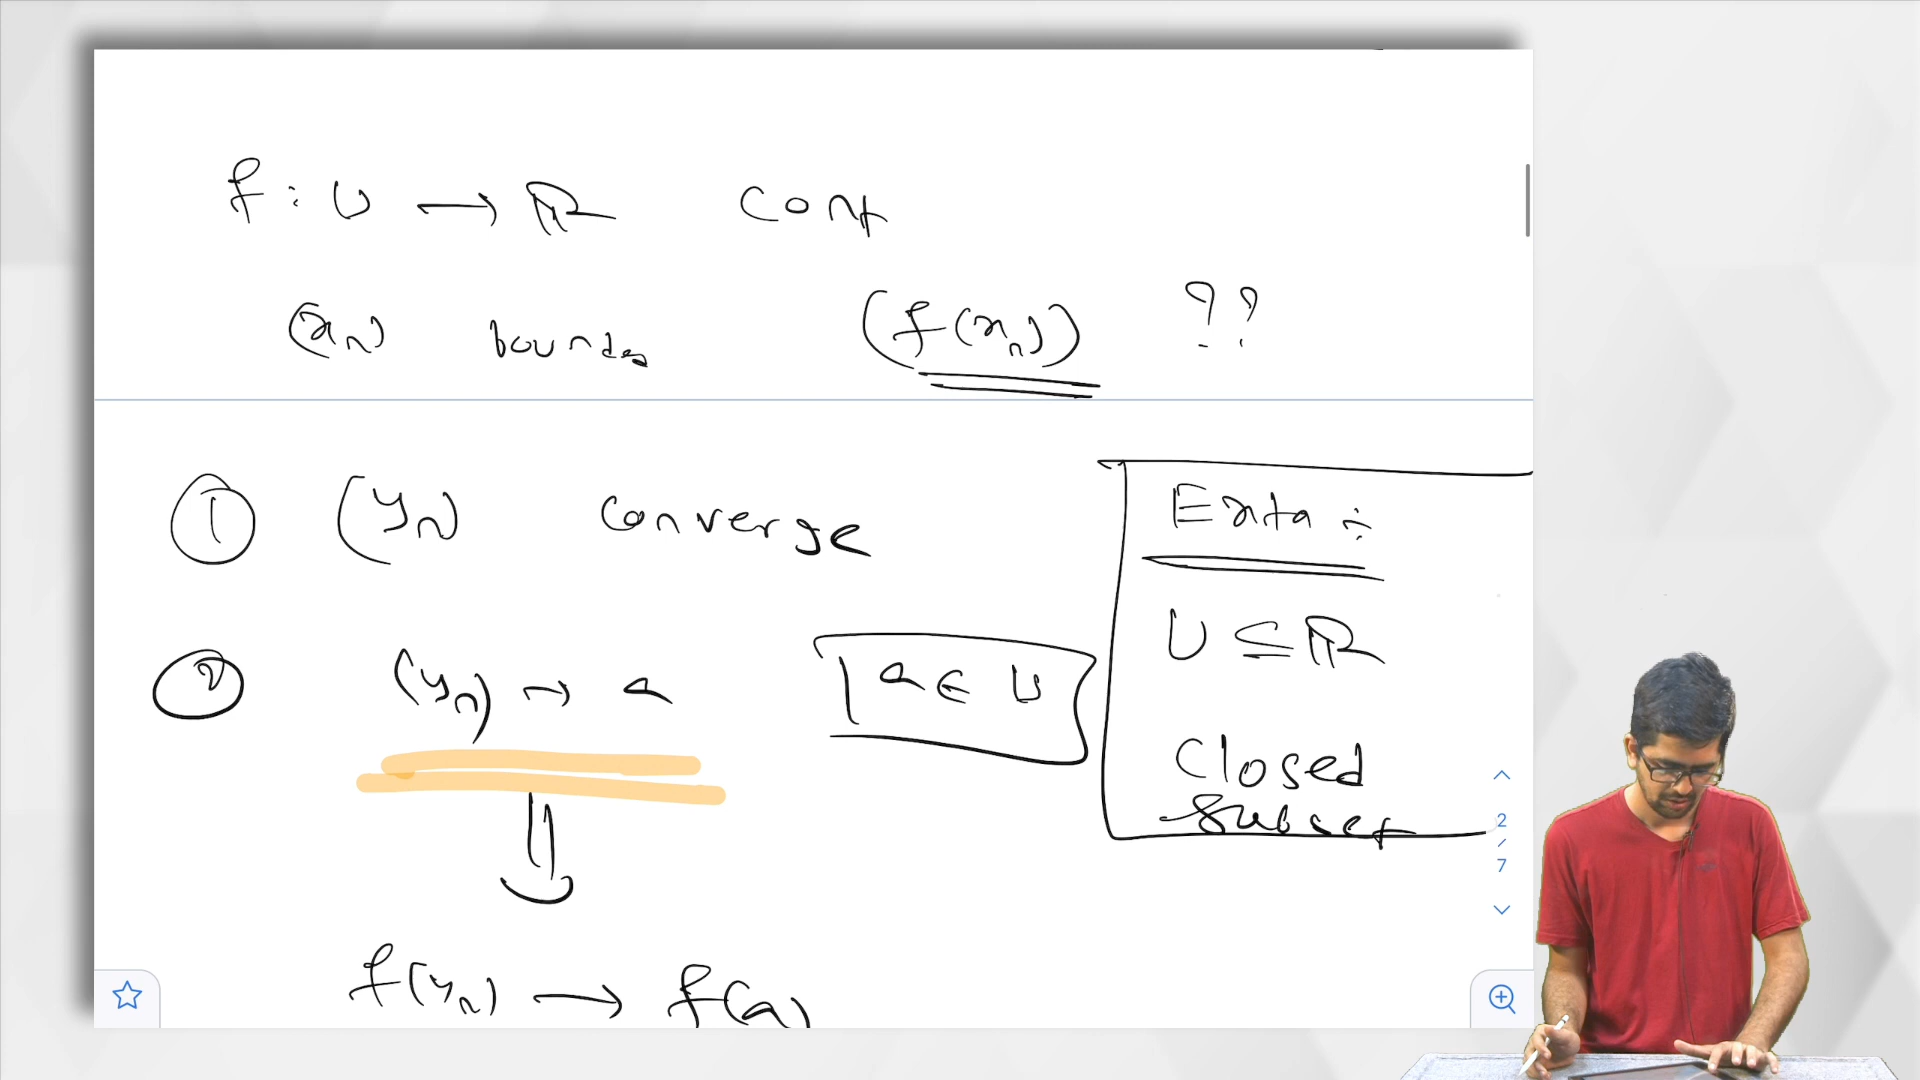 f : U → ℝ cont
(xₙ) bounded (f(xₙ)) ??
① (yₙ) converge
② (yₙ) → a a ∈ U
⇓
f(yₙ) → f(a)
Extra :
U ⊆ ℝ
Closed
subset
2
/
7